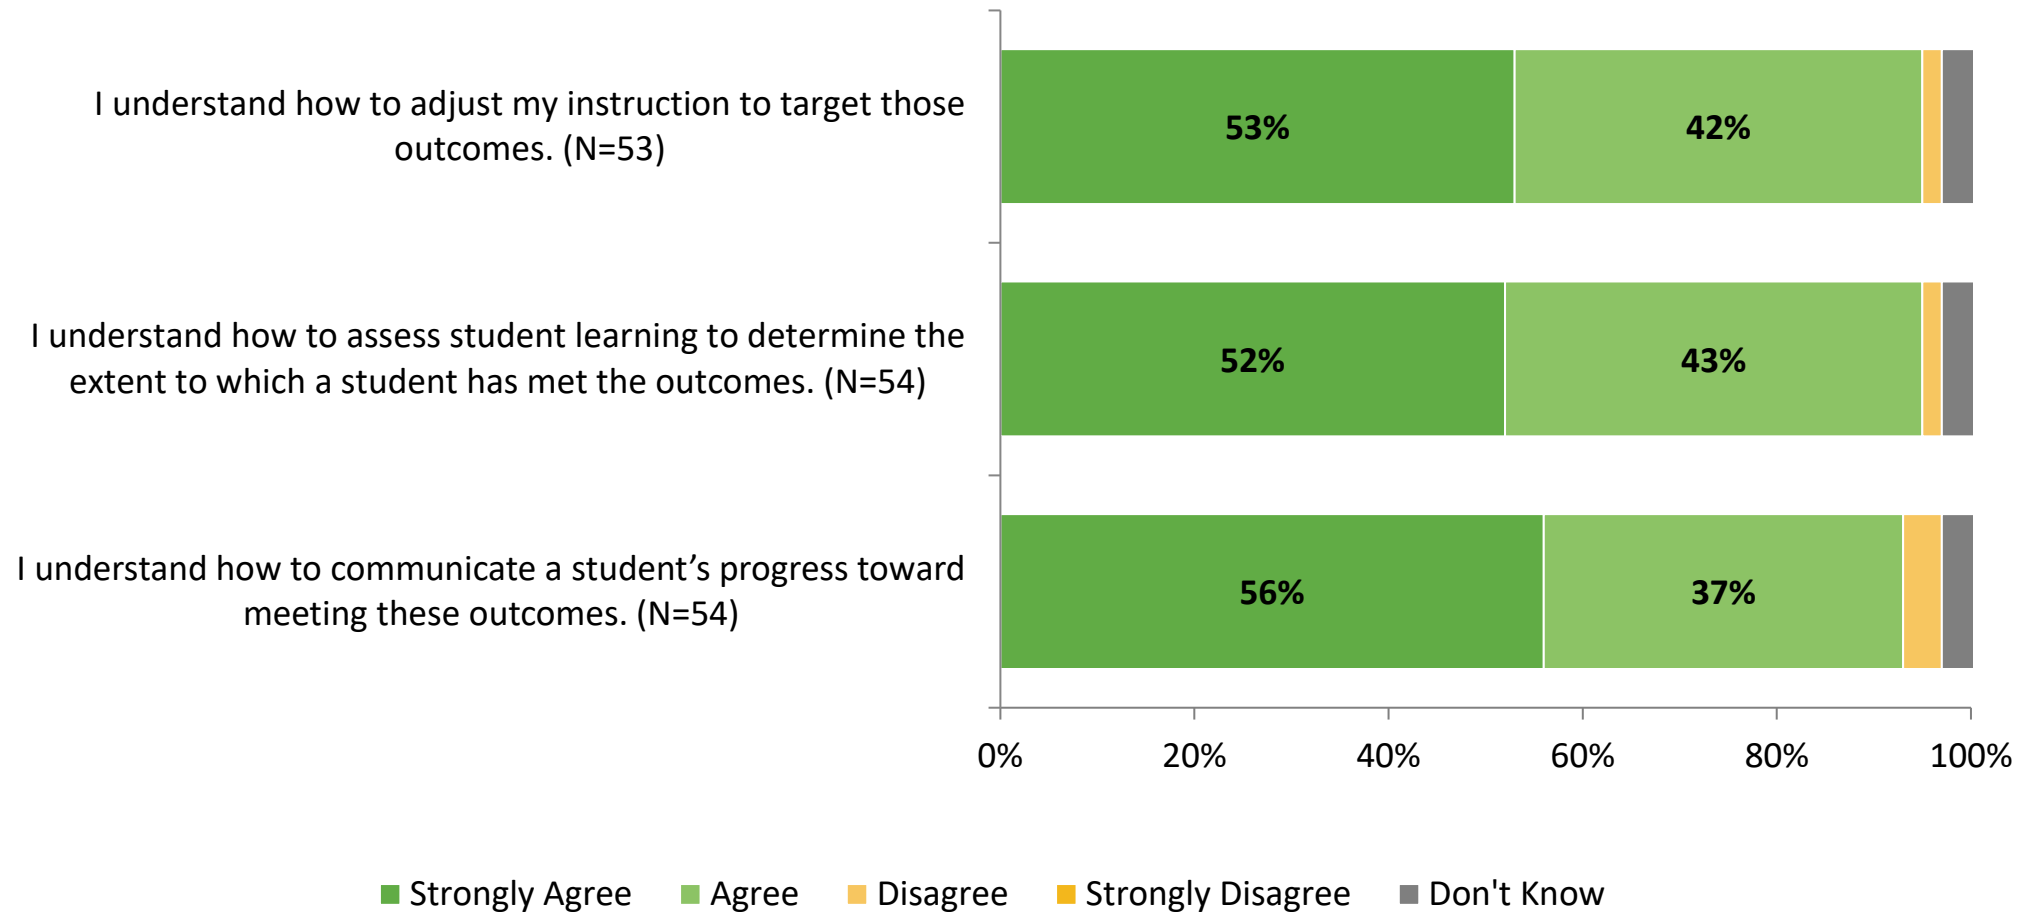 I understand how to adjust my instruction to target those
outcomes. (N=53)
53%
42%
I understand how to assess student learning to determine the
extent to which a student has met the outcomes. (N=54)
52%
43%
I understand how to communicate a student’s progress toward
meeting these outcomes. (N=54)
56%
37%
0%
20%
40%
60%
80%
100%
Strongly Agree
Agree
Disagree
Strongly Disagree
Don't Know